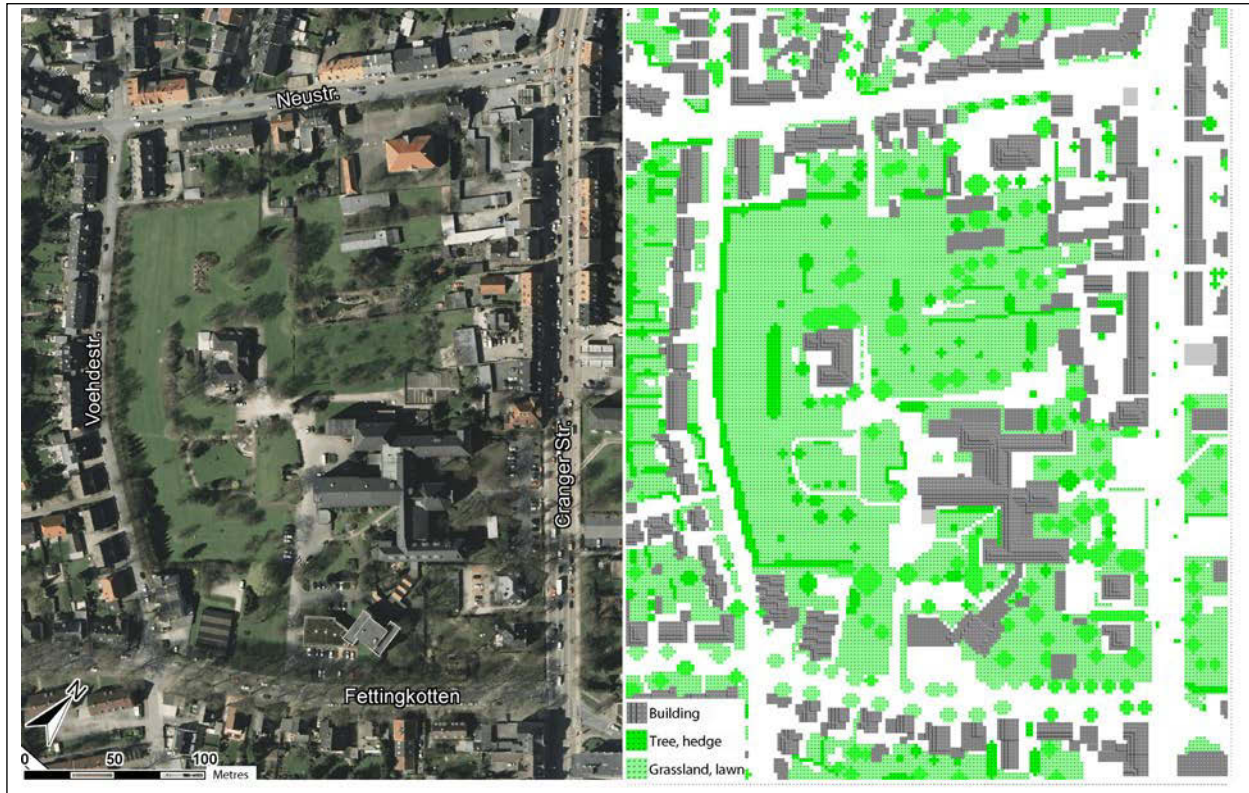 Neustr.
Voehdestr.
Cranger Str.
Fettingkotten
N
0 50 100
Metres
Building
Tree, hedge
Grassland, lawn